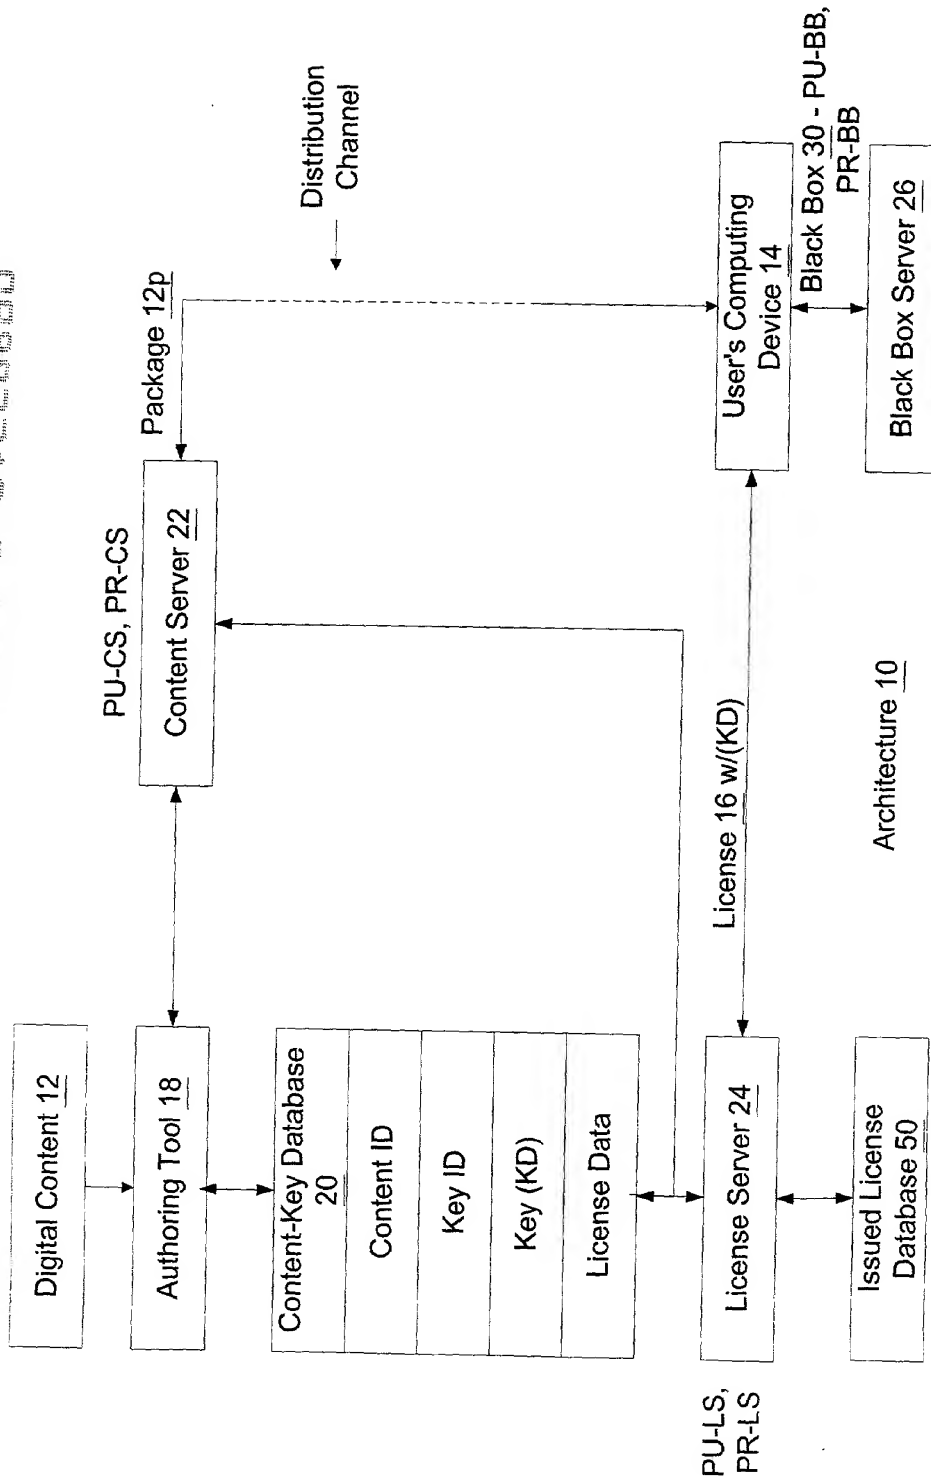 Digital Content 12
Authoring Tool 18
Content-Key Database
20
Content ID
Key ID
Key (KD)
License Data
PU-LS,
PR-LS
License Server 24
Issued License
Database 50
PU-CS, PR-CS
Content Server 22
Package 12p
Distribution
Channel
License 16 w/(KD)
User's Computing
Device 14
Black Box 30 - PU-BB,
PR-BB
Black Box Server 26
Architecture 10